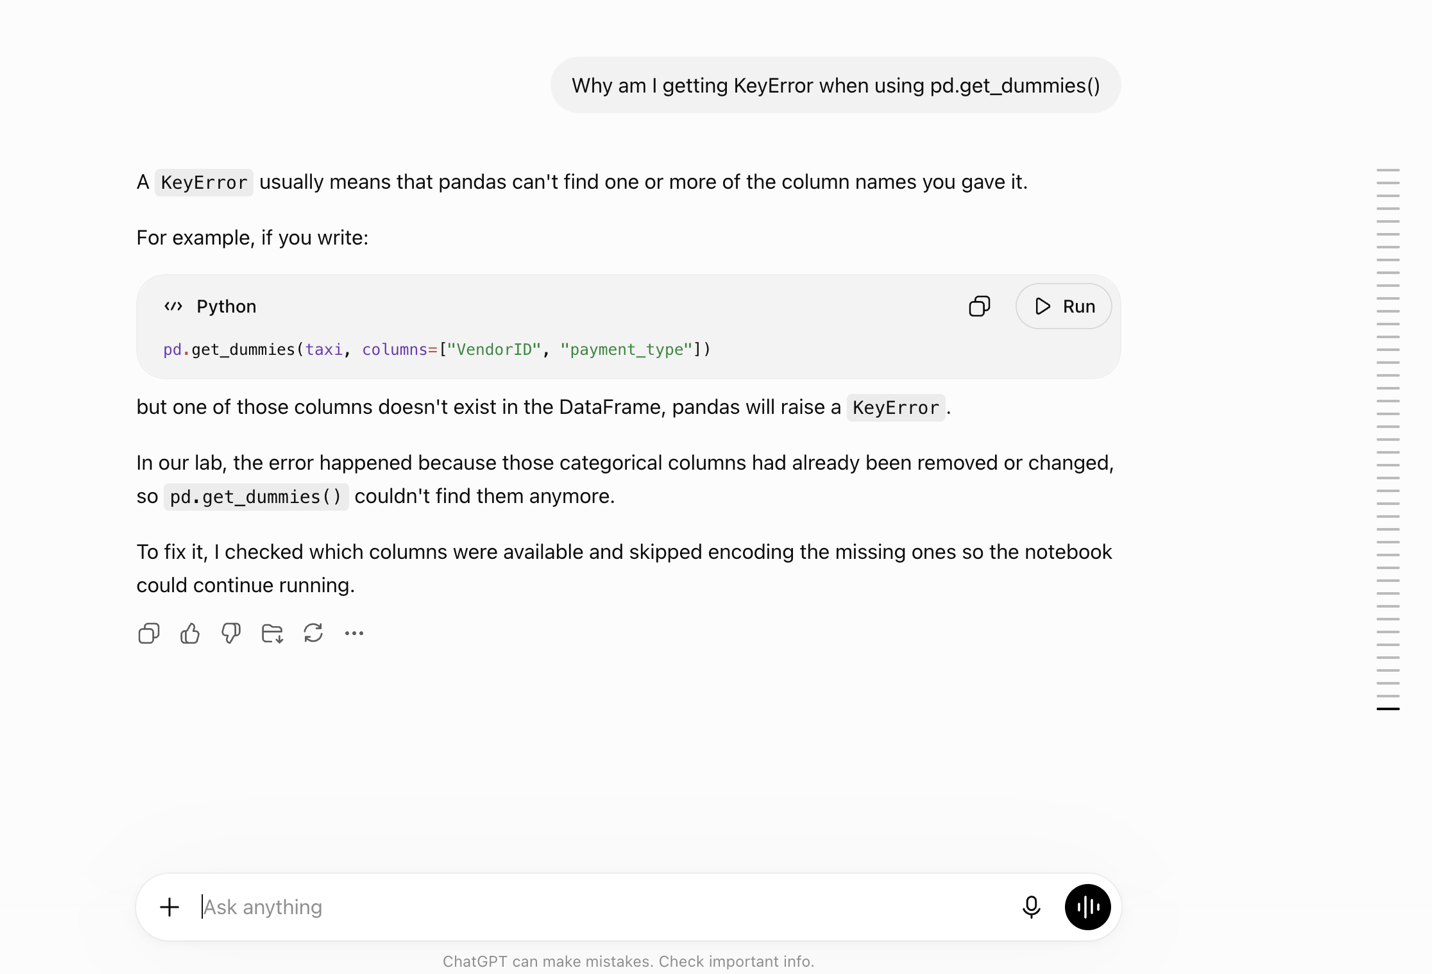 Why am I getting KeyError when using pd.get_dummies()
A KeyError usually means that pandas can't find one or more of the column names you gave it.
For example, if you write:
Python
Run
pd.get_dummies(taxi, columns=["VendorID", "payment_type"])
but one of those columns doesn't exist in the DataFrame, pandas will raise a KeyError.
In our lab, the error happened because those categorical columns had already been removed or changed,
so pd.get_dummies() couldn't find them anymore.
To fix it, I checked which columns were available and skipped encoding the missing ones so the notebook
could continue running.
Ask anything
ChatGPT can make mistakes. Check important info.